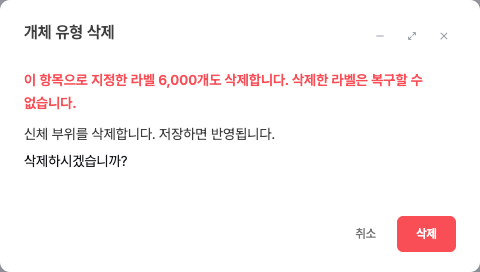 개체 유형 삭제
이 항목으로 지정한 라벨 6,000개도 삭제합니다. 삭제한 라벨은 복구할 수
없습니다.
신체 부위를 삭제합니다. 저장하면 반영됩니다.
삭제하시겠습니까?
취소
삭제